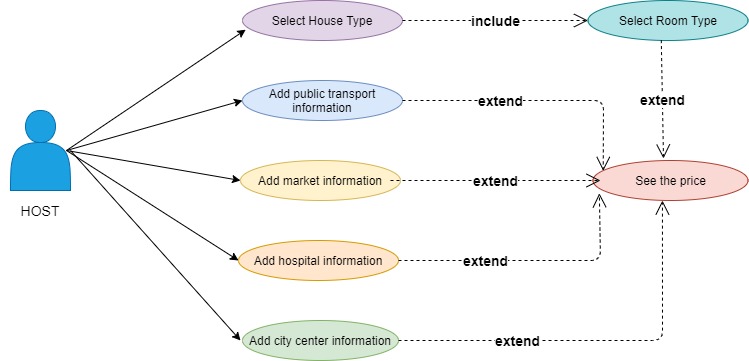 Select House Type
include
Select Room Type
Add public transport
information
extend
extend
HOST
Add market information
extend
See the price
Add hospital information
extend
Add city center information
extend